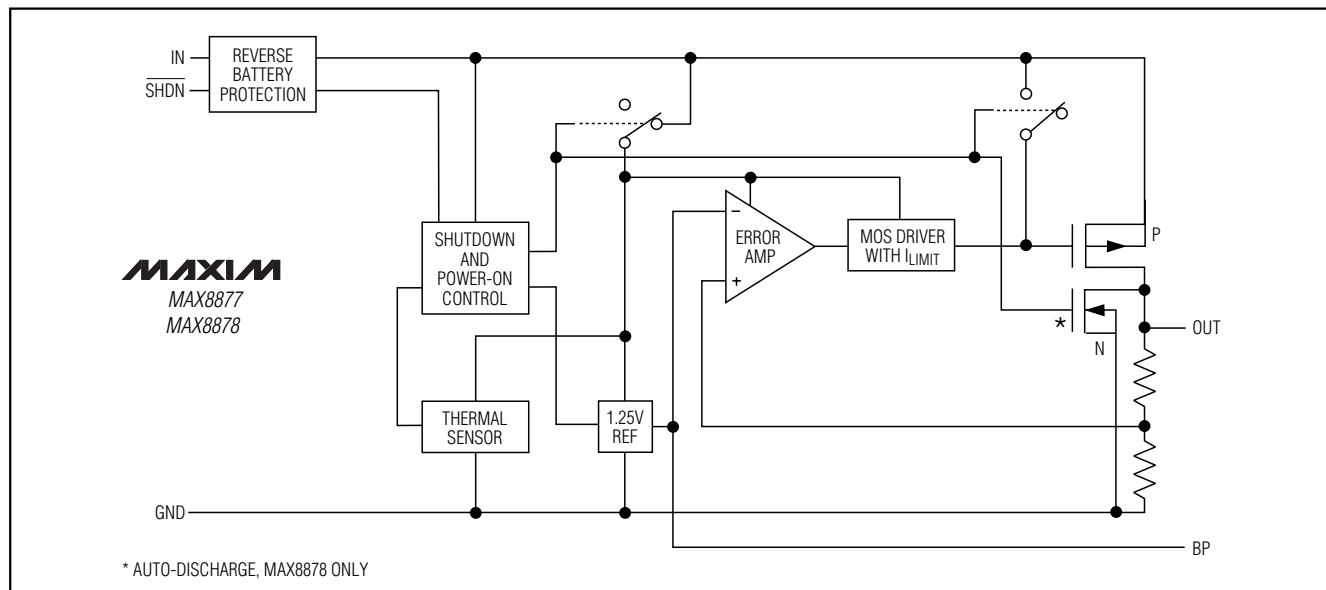 IN
SHDN
REVERSE
BATTERY
PROTECTION
SHUTDOWN
AND
POWER-ON
CONTROL
MAXIM
MAX8877
MAX8878
−
ERROR
AMP
+
MOS DRIVER
WITH ILIMIT
P
*
N
OUT
THERMAL
SENSOR
1.25V
REF
GND
BP
* AUTO-DISCHARGE, MAX8878 ONLY